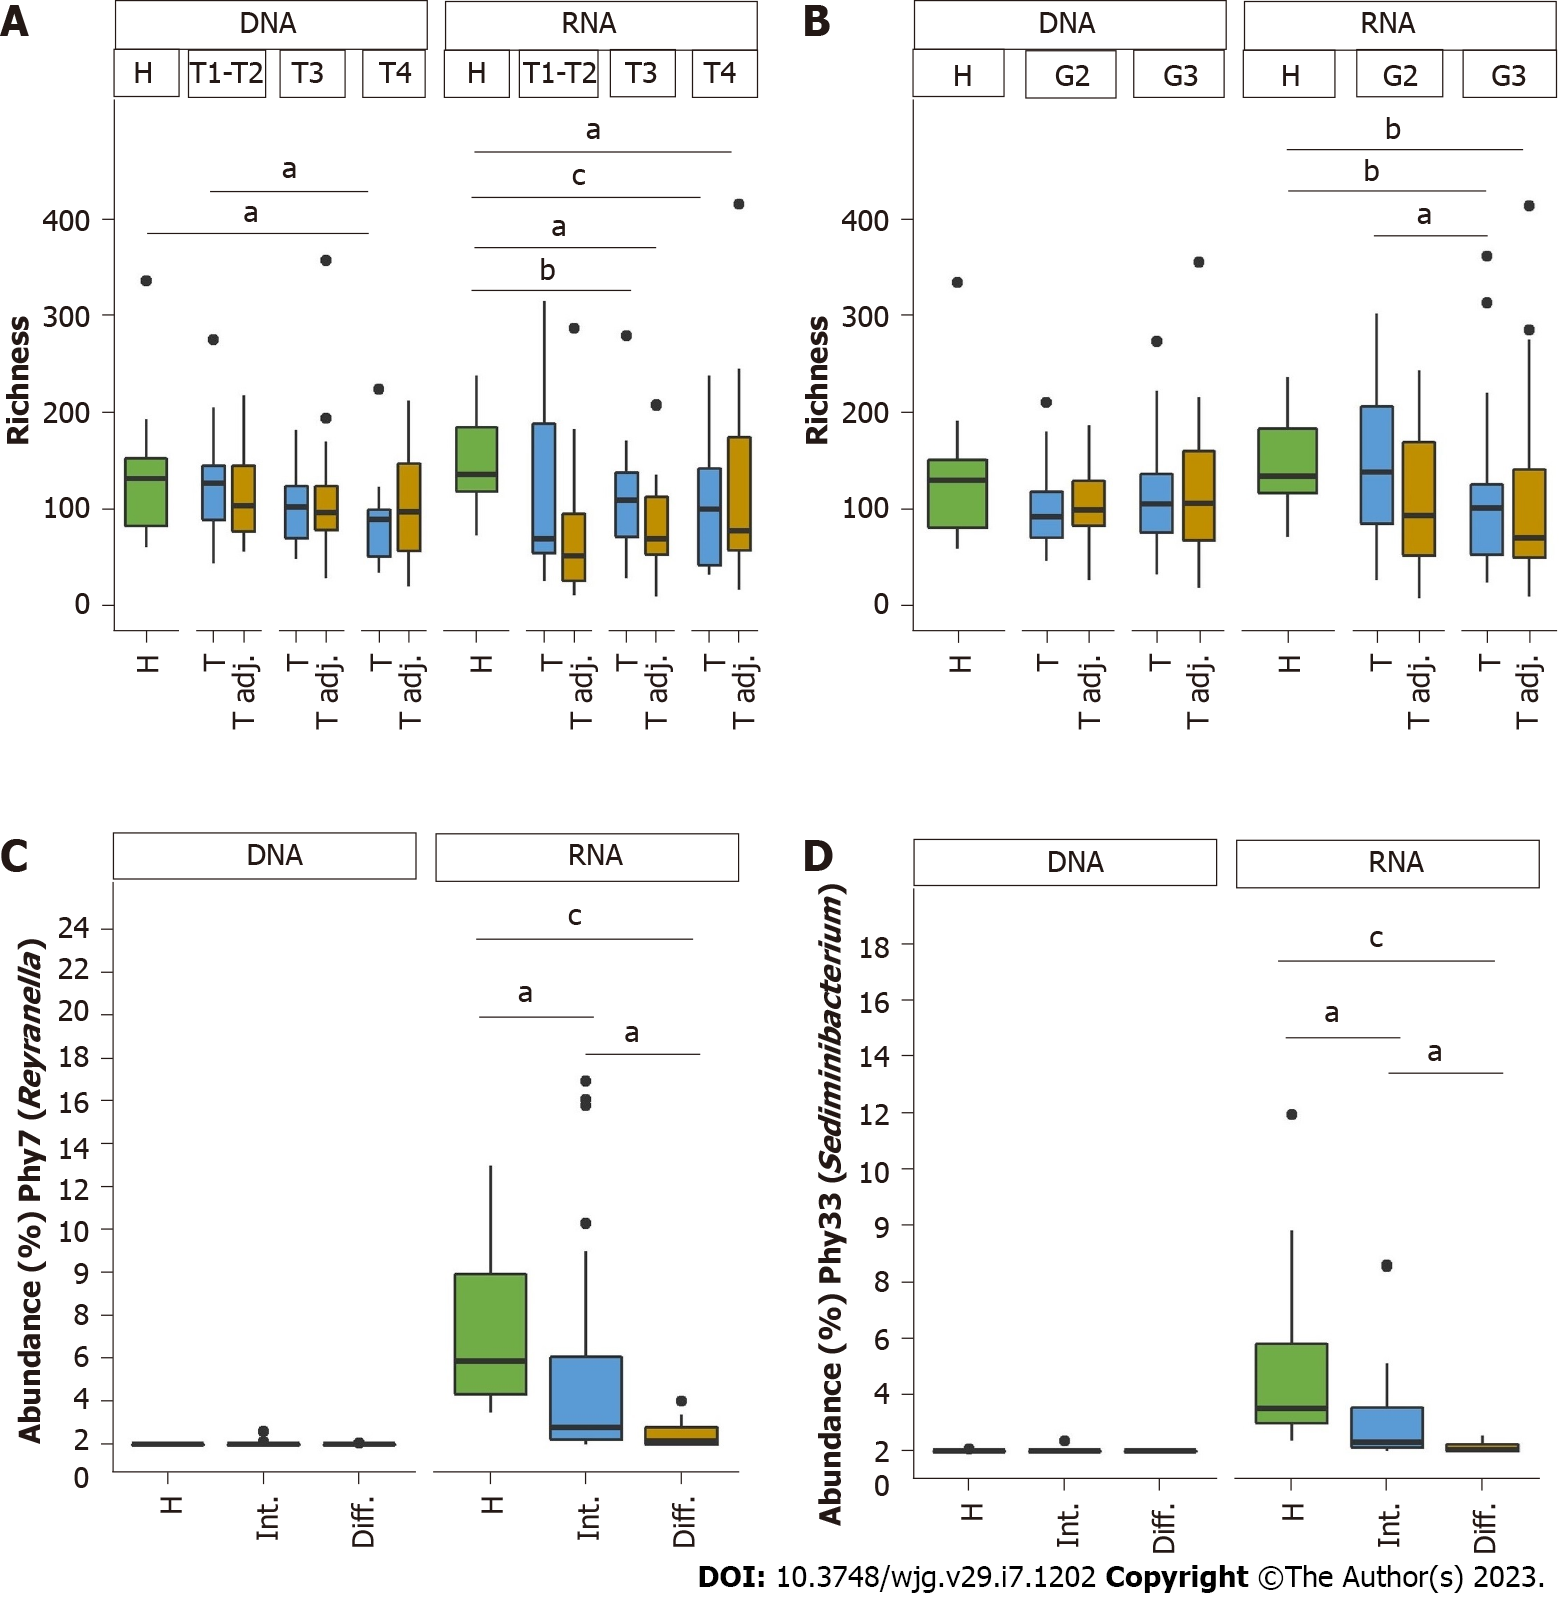 A
DNA
RNA
H
T1-T2
T3
T4
H
T1-T2
T3
T4
a
a
a
c
a
b
Richness
400
300
200
100
0
H
T
T adj.
T
T adj.
T
T adj.
H
T
T adj.
T
T adj.
T
T adj.
B
DNA
RNA
H
G2
G3
H
G2
G3
b
b
a
Richness
400
300
200
100
0
H
T
T adj.
T
T adj.
H
T
T adj.
T
T adj.
C
DNA
RNA
c
a
a
Abundance (%) Phy7 (Reyranella)
24
22
20
18
16
14
12
10
9
8
6
4
2
0
H
Int.
Diff.
H
Int.
Diff.
D
DNA
RNA
c
a
a
Abundance (%) Phy33 (Sediminibacterium)
18
16
14
12
10
9
8
6
4
2
0
H
Int.
Diff.
H
Int.
Diff.
DOI: 10.3748/wjg.v29.i7.1202 Copyright ©The Author(s) 2023.